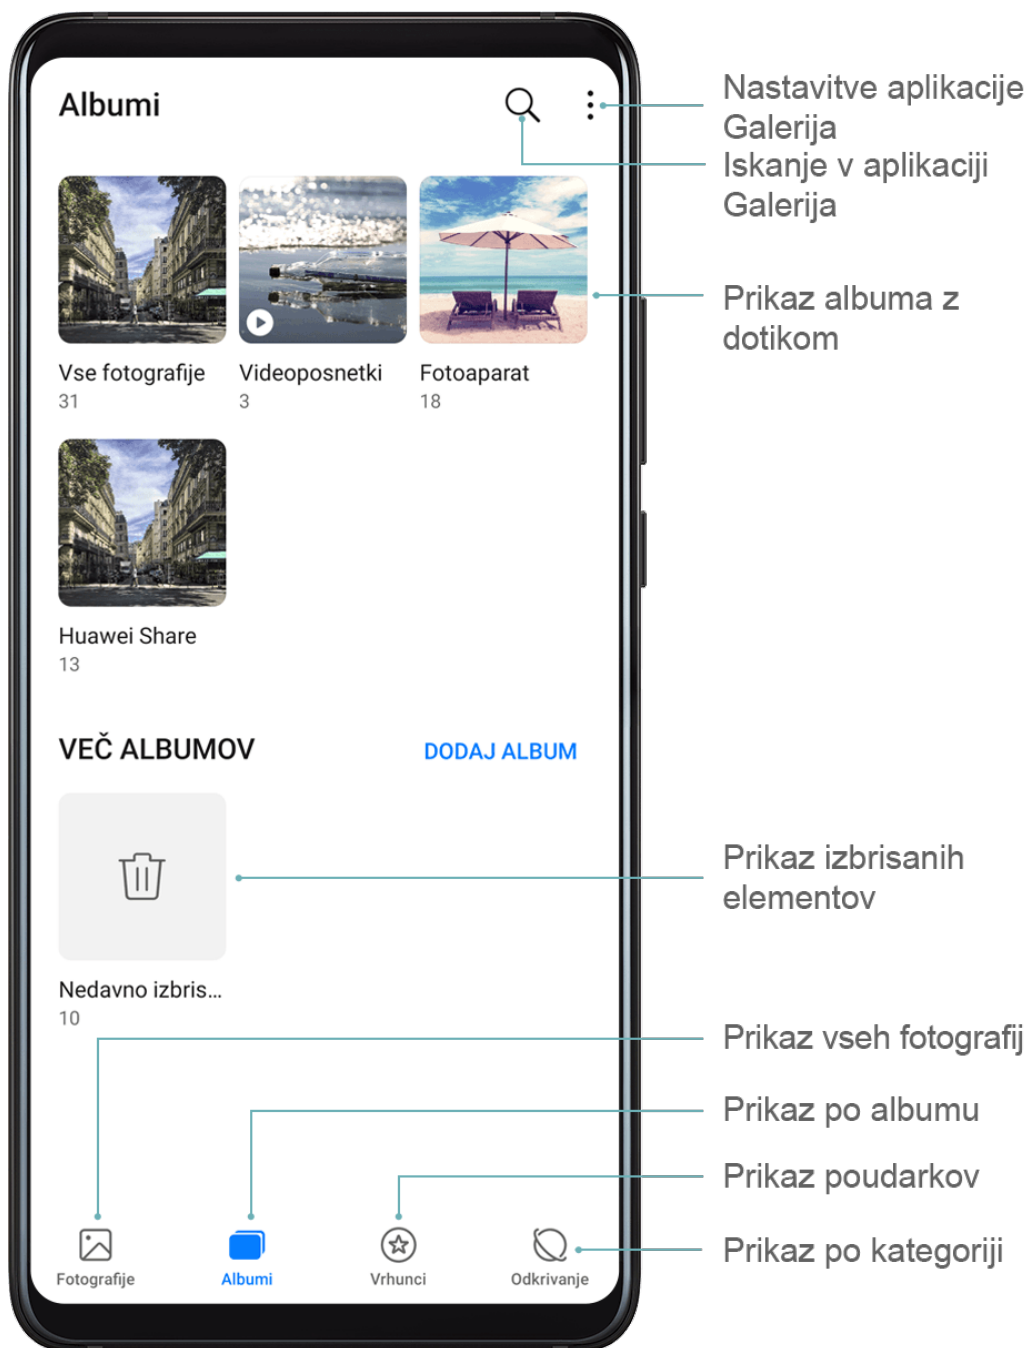 Albumi
Nastavitve aplikacije
Galerija
Iskanje v aplikaciji
Galerija
Prikaz albuma z
dotikom
Vse fotografije
31
Videoposnetki
3
Fotoaparat
18
Huawei Share
13
VEČ ALBUMOV
DODAJ ALBUM
Prikaz izbrisanih
elementov
Nedavno izbris...
10
Prikaz vseh fotografij
Prikaz po albumu
Prikaz poudarkov
Prikaz po kategoriji
Fotografije
Albumi
Vrhunci
Odkrivanje